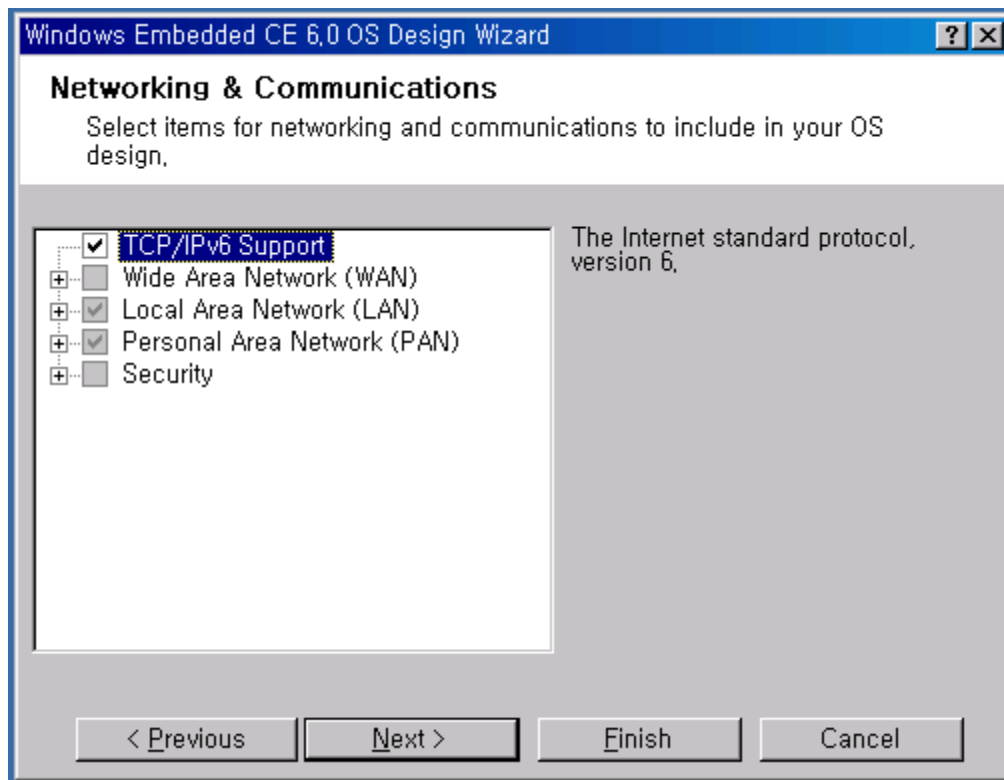 Windows Embedded CE 6,0 OS Design Wizard
Networking & Communications
Select items for networking and communications to include in your OS
design,
TCP/IPv6 Support
Wide Area Network (WAN)
Local Area Network (LAN)
Personal Area Network (PAN)
Security
The Internet standard protocol,
version 6,
< Previous
Next >
Finish
Cancel